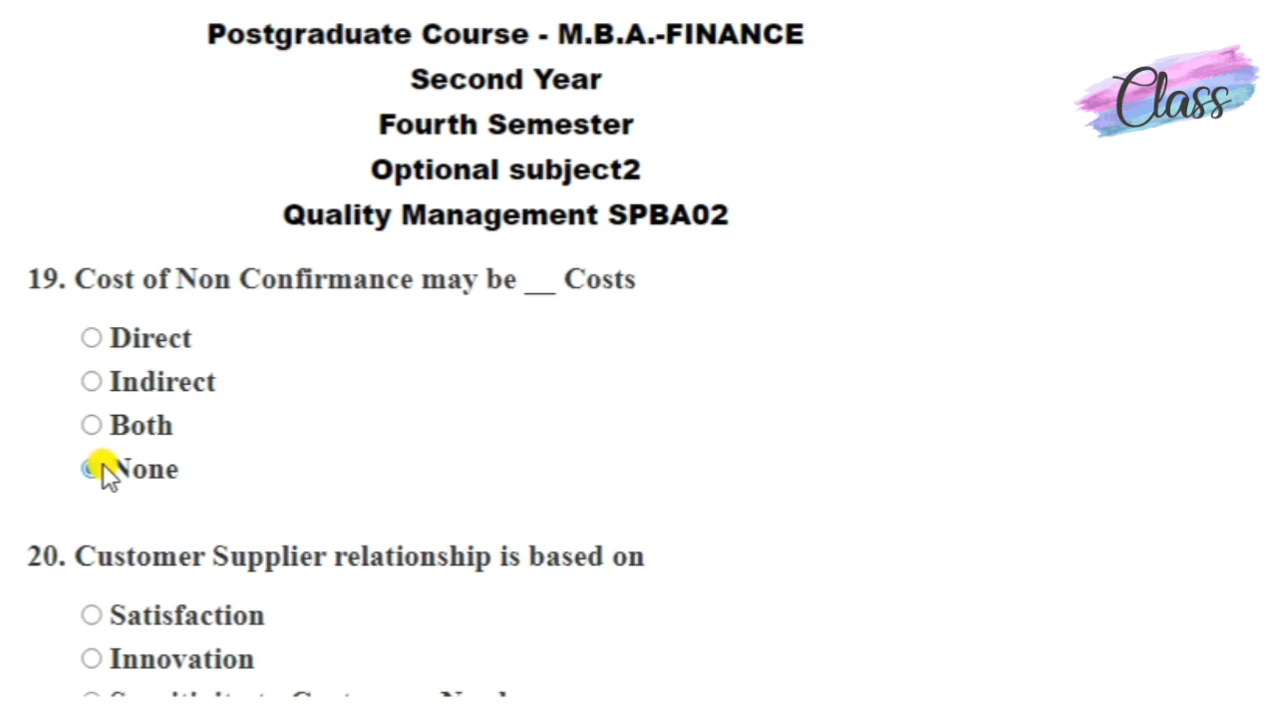 Postgraduate Course - M.B.A.-FINANCE
Class
Second Year
Fourth Semester
Optional subject2
Quality Management SPBA02
19. Cost of Non Confirmance may be __ Costs
Direct
Indirect
Both
None
20. Customer Supplier relationship is based on
Satisfaction
Innovation